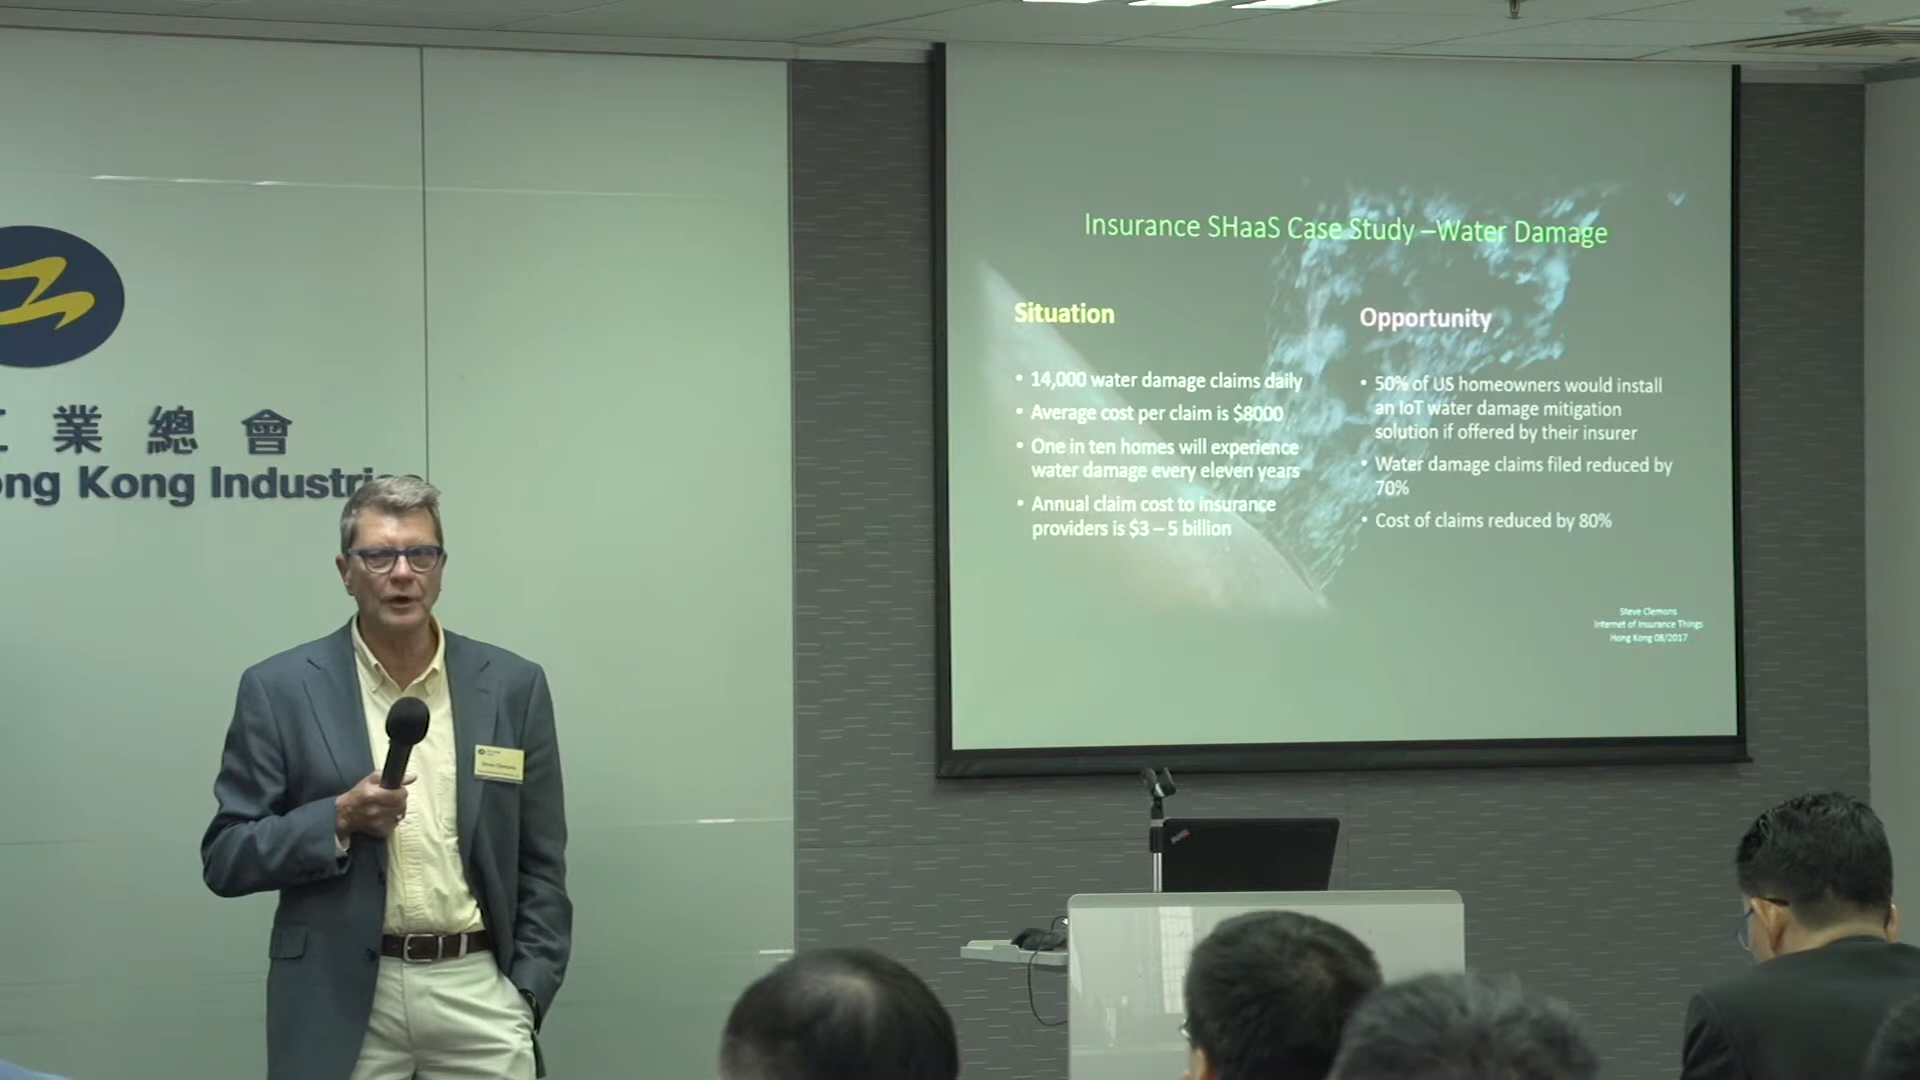 業總會
ong Kong Industries
Steve Clemons
Insurance SHaaS Case Study –Water Damage
Situation
• 14,000 water damage claims daily
• Average cost per claim is $8000
• One in ten homes will experience
water damage every eleven years
• Annual claim cost to insurance
providers is $3 – 5 billion
Opportunity
• 50% of US homeowners would install
an IoT water damage mitigation
solution if offered by their insurer
• Water damage claims filed reduced by
70%
• Cost of claims reduced by 80%
Steve Clemons
Internet of Insurance Things
Hong Kong 08/2017